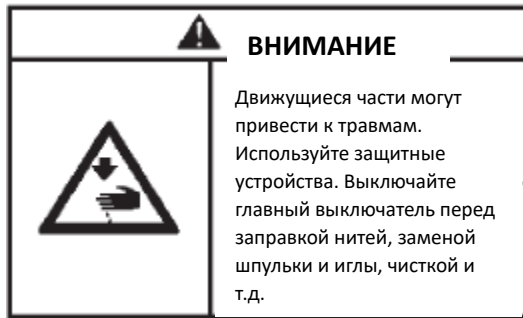 ВНИМАНИЕ
Движущиеся части могут
привести к травмам.
Используйте защитные
устройства. Выключайте
главный выключатель перед
заправкой нитей, заменой
шпульки и иглы, чисткой и
т.д.